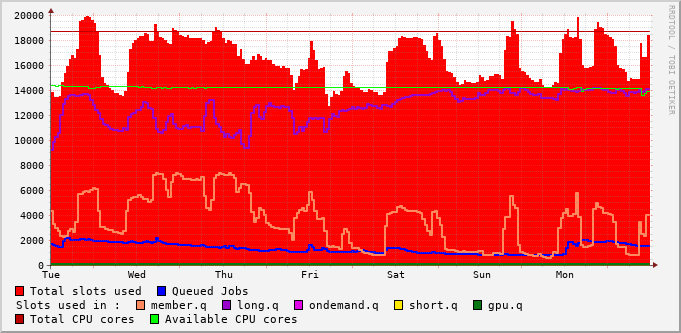 20000
18000
16000
14000
12000
10000
8000
6000
4000
2000
0
Tue Wed Thu Fri Sat Sun Mon
Total slots used Queued Jobs
Slots used in : member.q long.q ondemand.q short.q gpu.q
Total CPU cores Available CPU cores
RRDTOOL / TOBI OETIKER